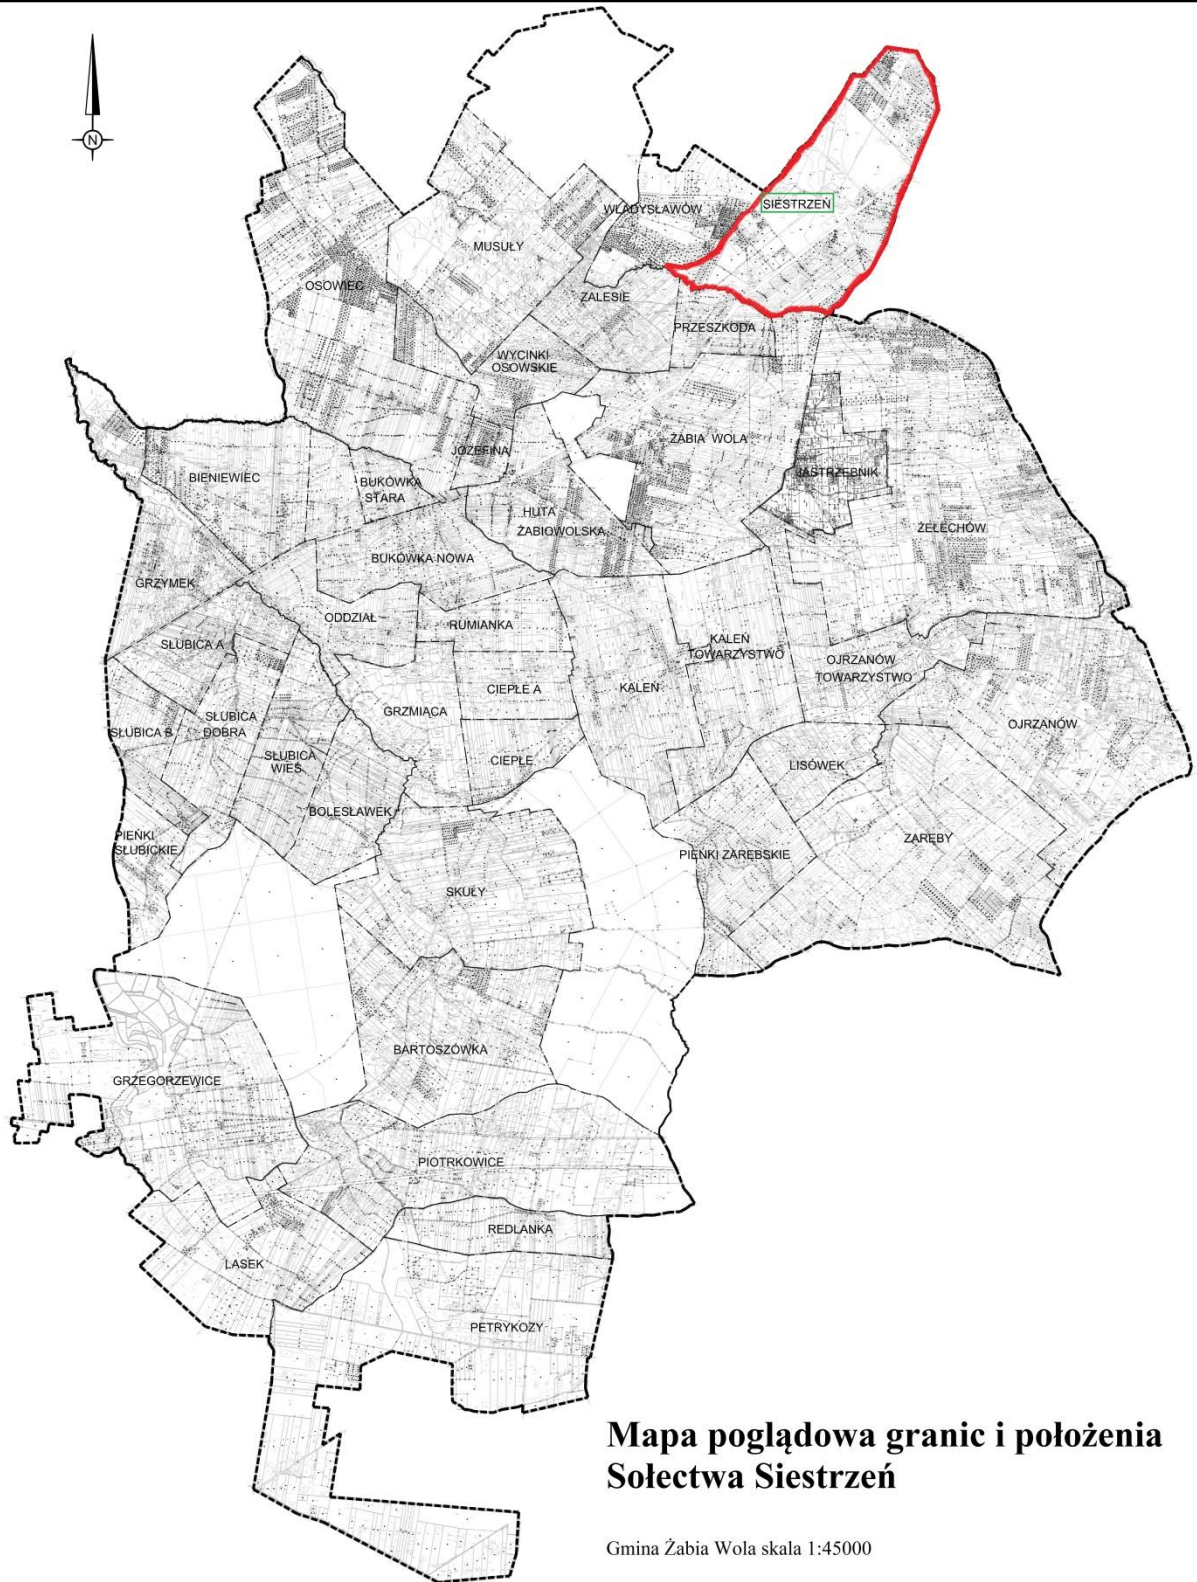 N
SIESTRZEŃ
WŁADYSŁAWÓW
MUSUŁY
OSOWIEC
ZALESIE
PRZESZKODA
WYCINKI
OSOWSKIE
ŻABIA WOLA
JÓZEFINA
JASTRZĘBNIK
BIENIEWIEC
BUKÓWKA
STARA
HUTA
ŻABIOWOLSKA
ŻELECHÓW
BUKÓWKA NOWA
GRZYMEK
ODDZIAŁ
RUMIANKA
SŁUBICA A
KALEŃ
TOWARZYSTWO
OJRZANÓW
TOWARZYSTWO
CIEPŁE A
KALEŃ
GRZMIĄCA
SŁUBICA
DOBRA
SŁUBICA B
OJRZANÓW
SŁUBICA
WIEŚ
CIEPŁE
LISÓWEK
BOLESŁAWEK
PIEŃKI
SŁUBICKIE
ZARĘBY
PIEŃKI ZARĘBSKIE
SKUŁY
BARTOSZÓWKA
GRZEGORZEWICE
PIOTRKOWICE
REDLANKA
LASEK
PETRYKOZY
Mapa poglądowa granic i położenia
Sołectwa Siestrzeń
Gmina Żabia Wola skala 1:45000